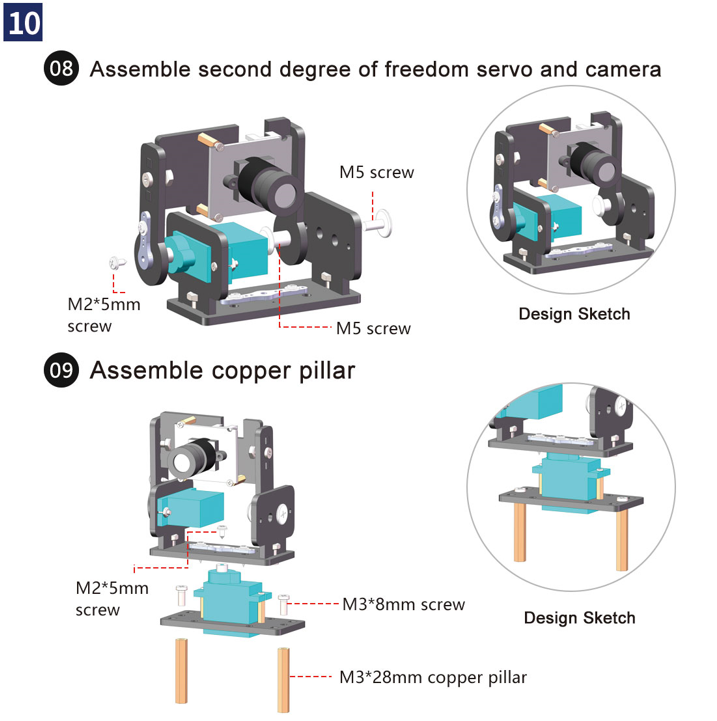 10
08 Assemble second degree of freedom servo and camera
M5 screw
M2*5mm
screw
M5 screw
Design Sketch
09 Assemble copper pillar
M2*5mm
screw
M3*8mm screw
M3*28mm copper pillar
Design Sketch